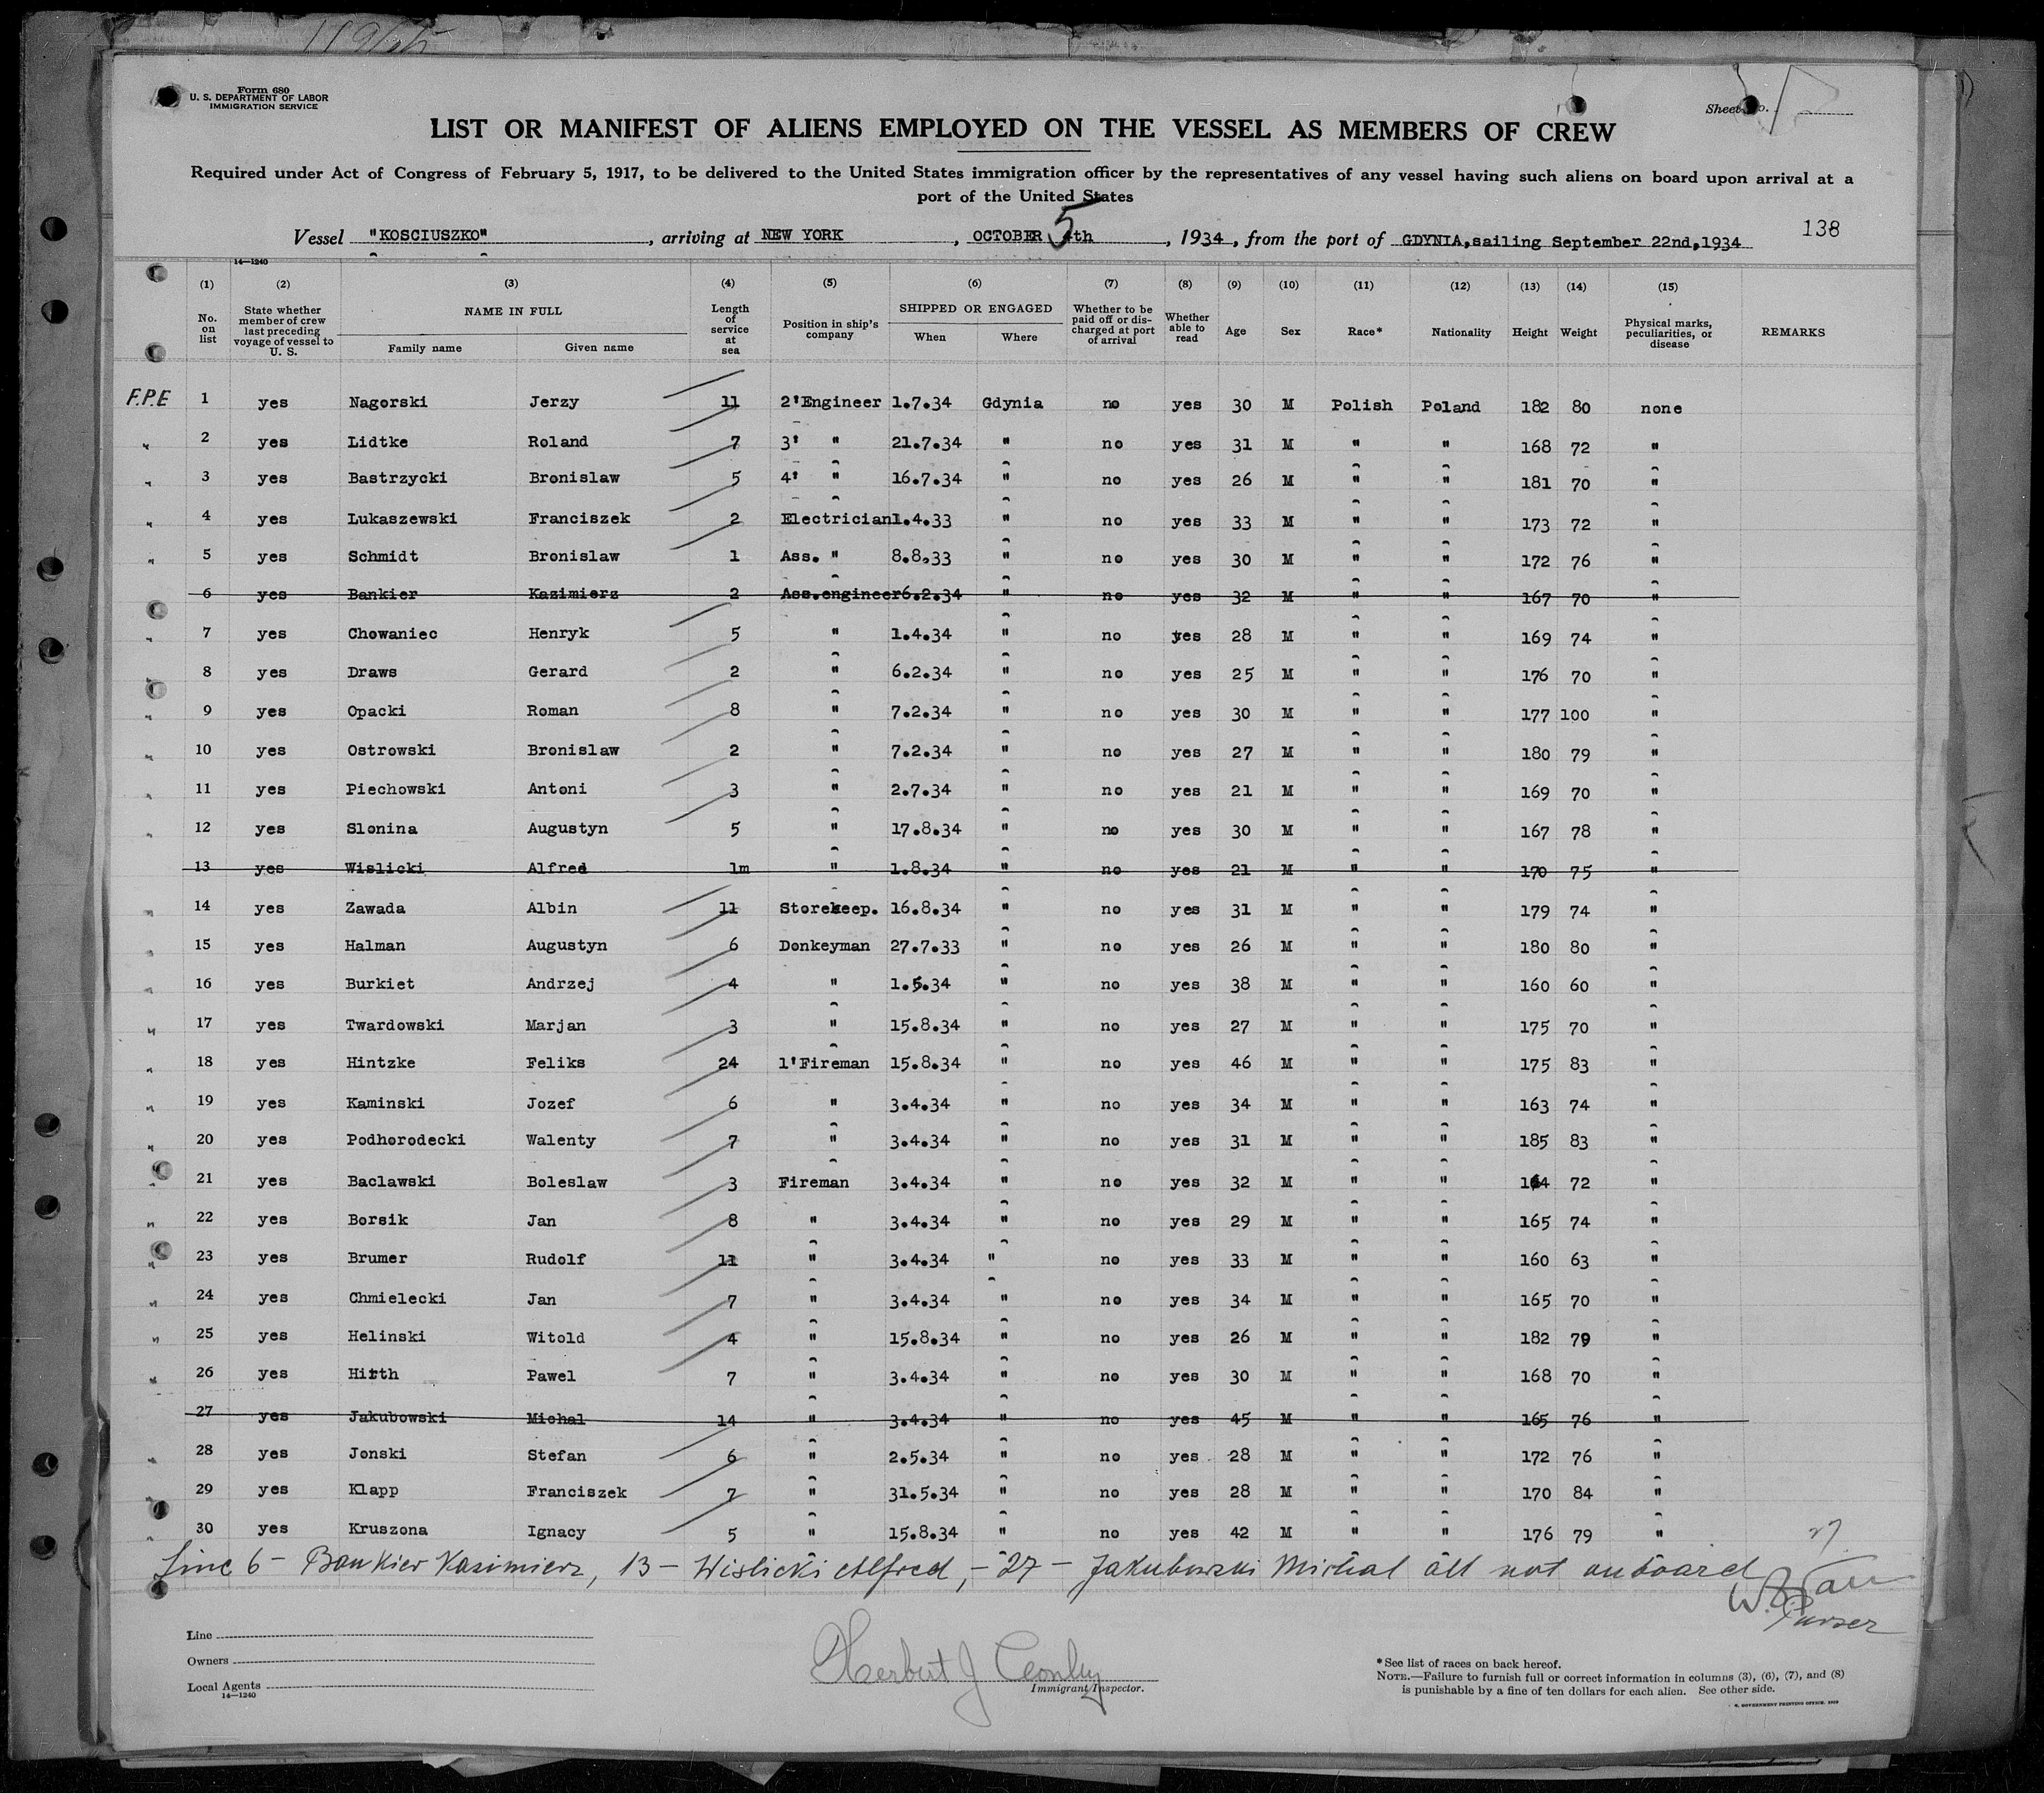 Form 680
U. S. DEPARTMENT OF LABOR
IMMIGRATION SERVICE
Sheet No.
LIST OR MANIFEST OF ALIENS EMPLOYED ON THE VESSEL AS MEMBERS OF CREW
Required under Act of Congress of February 5, 1917, to be delivered to the United States immigration officer by the representatives of any vessel having such aliens on board upon arrival at a
port of the United States
138
Vessel "KOSCIUSZKO", arriving at NEW YORK, OCTOBER 5 4th, 1934, from the port of GDYNIA, sailing September 22nd, 1934
14—1240
(1) (2) (3) (4) (5) (6) (7) (8) (9) (10) (11) (12) (13) (14) (15)
No. on list | State whether member of crew last preceding voyage of vessel to U. S. | NAME IN FULL Family name Given name | Length of service at sea | Position in ship's company | SHIPPED OR ENGAGED When Where | Whether to be paid off or discharged at port of arrival | Whether able to read | Age | Sex | Race* | Nationality | Height | Weight | Physical marks, peculiarities, or disease | REMARKS
F.P.E 1 yes Nagorski Jerzy 11 2'Engineer 1.7.34 Gdynia no yes 30 M Polish Poland 182 80 none
" 2 yes Lidtke Roland 7 3' " 21.7.34 " no yes 31 M " " 168 72 "
" 3 yes Bastrzycki Bronislaw 5 4' " 16.7.34 " no yes 26 M " " 181 70 "
" 4 yes Lukaszewski Franciszek 2 Electrician 1.4.33 " no yes 33 M " " 173 72 "
" 5 yes Schmidt Bronislaw 1 Ass. " 8.8.33 " no yes 30 M " " 172 76 "
6 yes Bankier Kazimierz 2 Ass.engineer 6.2.34 " no yes 32 M " " 167 70 "
" 7 yes Chowaniec Henryk 5 " 1.4.34 " no yes 28 M " " 169 74 "
8 yes Draws Gerard 2 " 6.2.34 " no yes 25 M " " 176 70 "
" 9 yes Opacki Roman 8 " 7.2.34 " no yes 30 M " " 177 100 "
" 10 yes Ostrowski Bronislaw 2 " 7.2.34 " no yes 27 M " " 180 79 "
" 11 yes Piechowski Antoni 3 " 2.7.34 " no yes 21 M " " 169 70 "
" 12 yes Slonina Augustyn 5 " 17.8.34 " no yes 30 M " " 167 78 "
13 yes Wislicki Alfred 1m " 1.8.34 " no yes 21 M " " 170 75 "
" 14 yes Zawada Albin 11 Storekeep. 16.8.34 " no yes 31 M " " 179 74 "
" 15 yes Halman Augustyn 6 Donkeyman 27.7.33 " no yes 26 M " " 180 80 "
" 16 yes Burkiet Andrzej 4 " 1.5.34 " no yes 38 M " " 160 60 "
" 17 yes Twardowski Marjan 3 " 15.8.34 " no yes 27 M " " 175 70 "
" 18 yes Hintzke Feliks 24 1'Fireman 15.8.34 " no yes 46 M " " 175 83 "
" 19 yes Kaminski Jozef 6 " 3.4.34 " no yes 34 M " " 163 74 "
" 20 yes Podhorodecki Walenty 7 " 3.4.34 " no yes 31 M " " 185 83 "
" 21 yes Baclawski Boleslaw 3 Fireman 3.4.34 " no yes 32 M " " 164 72 "
" 22 yes Borsik Jan 8 " 3.4.34 " no yes 29 M " " 165 74 "
" 23 yes Brumer Rudolf 11 " 3.4.34 " no yes 33 M " " 160 63 "
" 24 yes Chmielecki Jan 7 " 3.4.34 " no yes 34 M " " 165 70 "
" 25 yes Helinski Witold 4 " 15.8.34 " no yes 26 M " " 182 79 "
" 26 yes Hirth Pawel 7 " 3.4.34 " no yes 30 M " " 168 70 "
27 yes Jakubowski Michal 14 " 3.4.34 " no yes 45 M " " 165 76 "
" 28 yes Jonski Stefan 6 " 2.5.34 " no yes 28 M " " 172 76 "
" 29 yes Klapp Franciszek 7 " 31.5.34 " no yes 28 M " " 170 84 "
" 30 yes Kruszona Ignacy 5 " 15.8.34 " no yes 42 M " " 176 79 "
27
Line 6 - Bankier Kasimierz, 13 - Wislicki Alfred, - 27 - Jakubowski Michal all not onboard
Purser
Line
Owners
Local Agents
14—1240
Herbert J
Immigrant Inspector.
*See list of races on back hereof.
NOTE.—Failure to furnish full or correct information in columns (3), (6), (7), and (8)
is punishable by a fine of ten dollars for each alien. See other side.